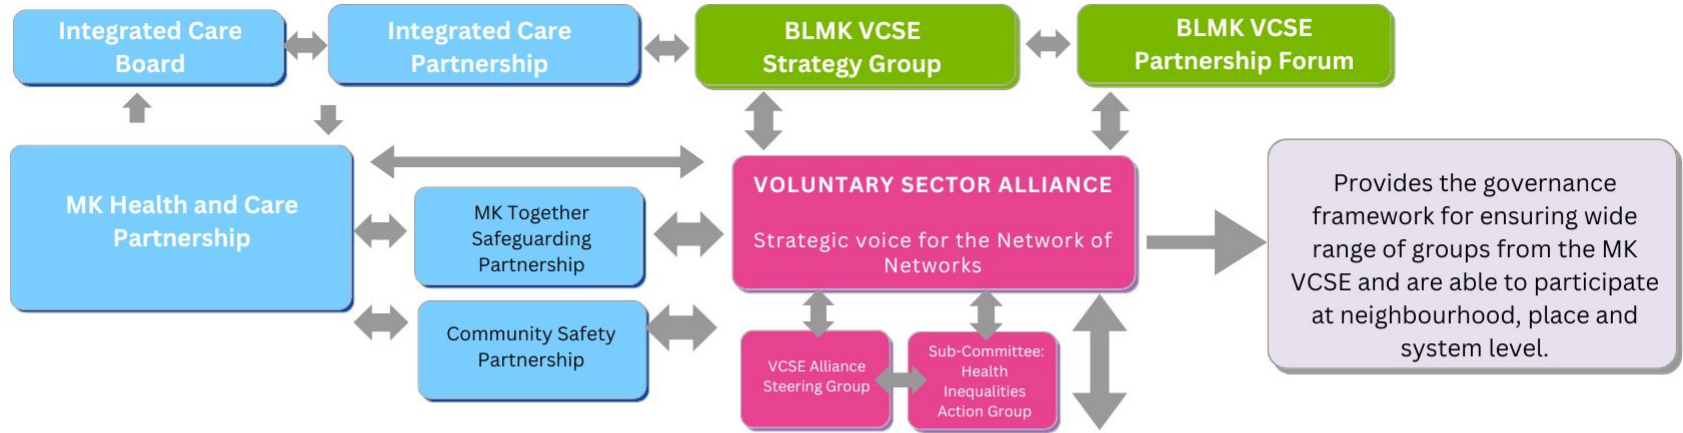 Integrated Care
Board
Integrated Care
Partnership
BLMK VCSE
Strategy Group
BLMK VCSE
Partnership Forum
MK Health and Care
Partnership
MK Together
Safeguarding
Partnership
Community Safety
Partnership
VOLUNTARY SECTOR ALLIANCE
Strategic voice for the Network of
Networks
VCSE Alliance
Steering Group
Sub-Committee:
Health
Inequalities
Action Group
Provides the governance
framework for ensuring wide
range of groups from the MK
VCSE and are able to participate
at neighbourhood, place and
system level.